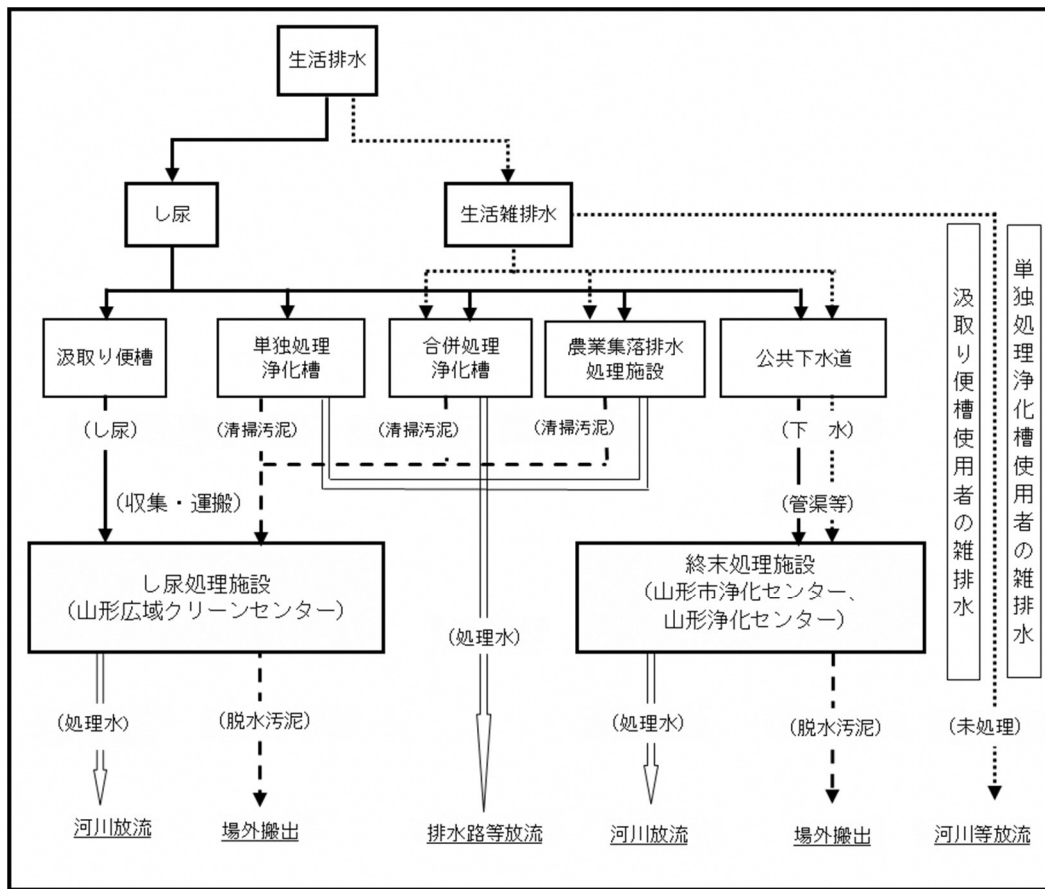 生活排水
し尿
生活雑排水
汲取り便槽
単独処理
浄化槽
合併処理
浄化槽
農業集落排水
処理施設
公共下水道
(し尿)
(清掃汚泥)
(清掃汚泥)
(清掃汚泥)
(下　水)
(収集・運搬)
(管渠等)
し尿処理施設
(山形広域クリーンセンター)
終末処理施設
(山形市浄化センター、
山形浄化センター)
汲取り便槽使用者の雑排水
単独処理浄化槽使用者の雑排水
(処理水)
(処理水)
(脱水汚泥)
(処理水)
(脱水汚泥)
(未処理)
河川放流
場外搬出
排水路等放流
河川放流
場外搬出
河川等放流